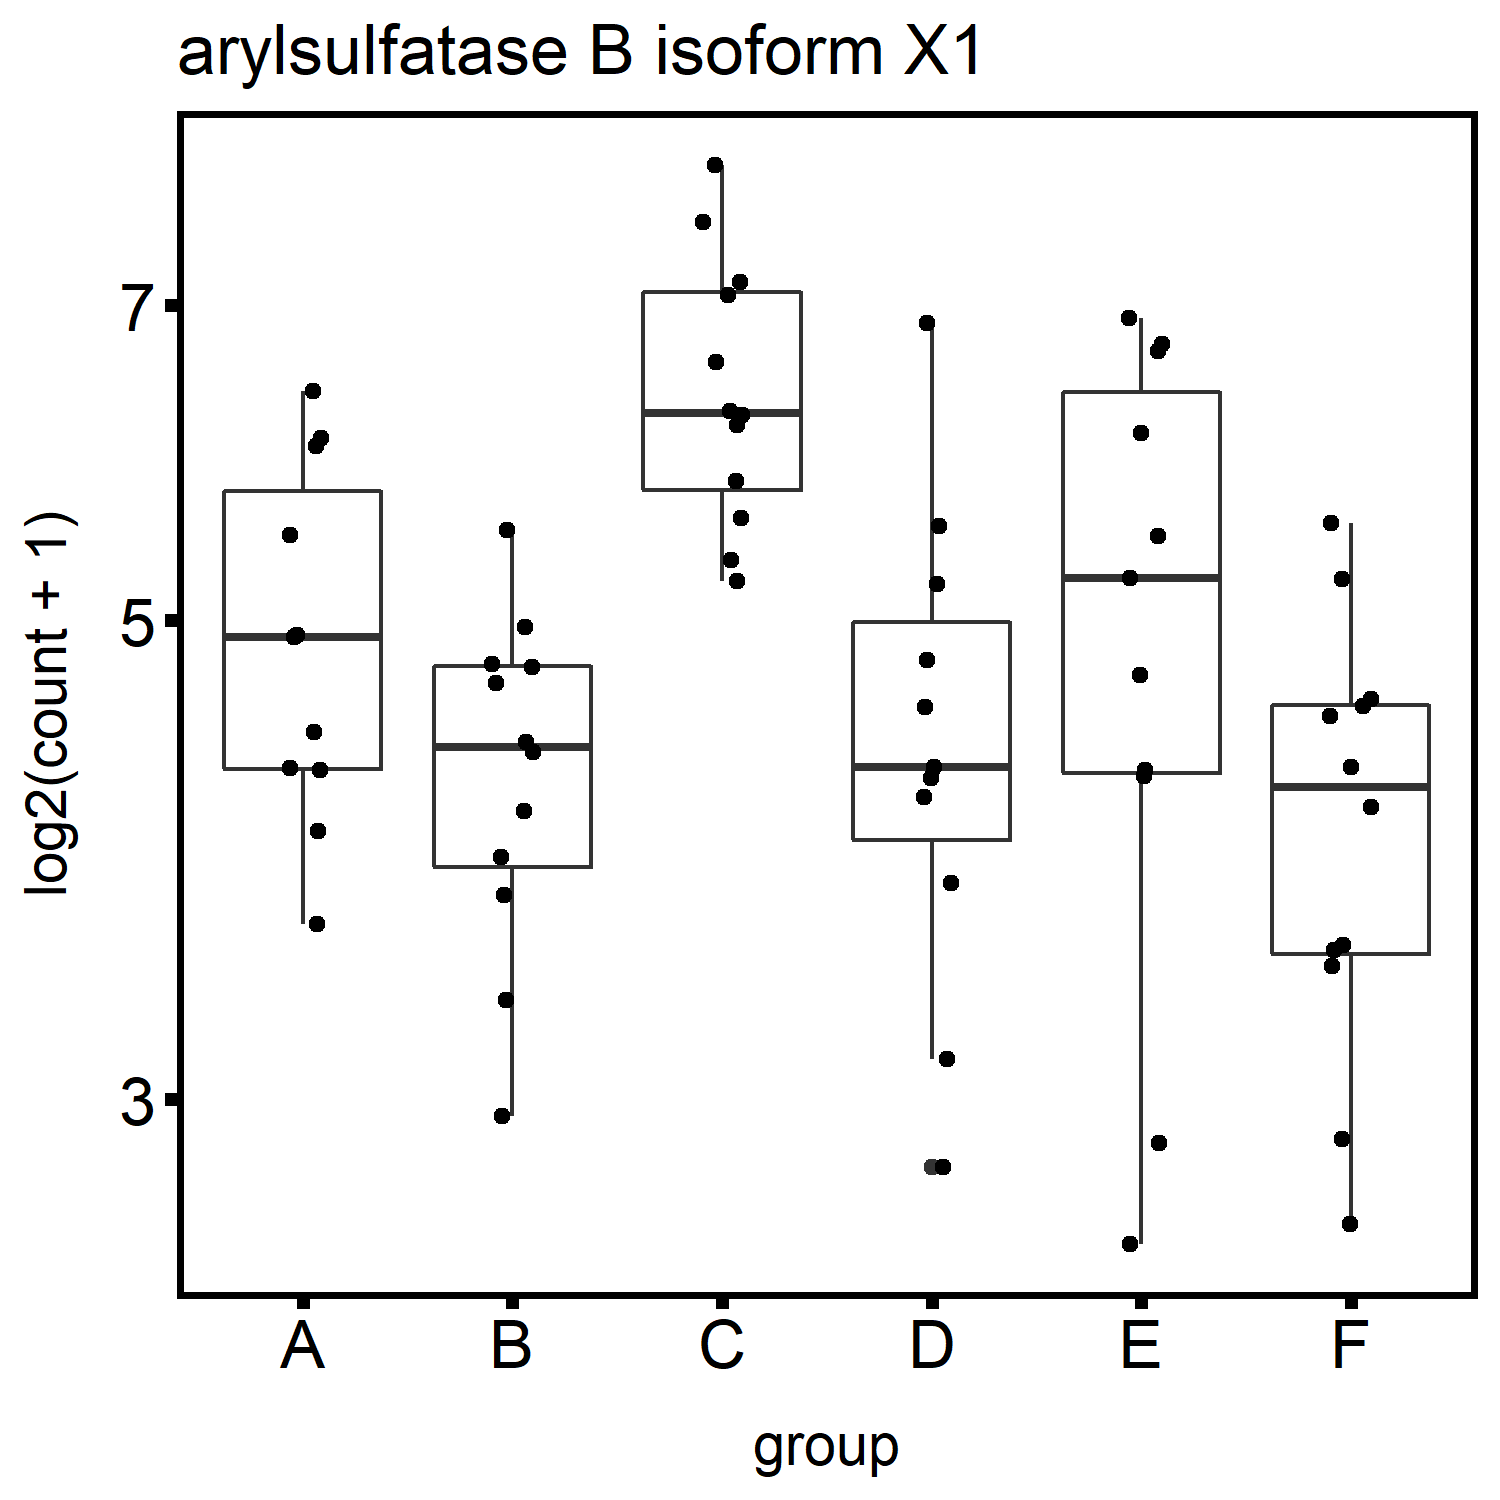 arylsulfatase B isoform X1
log2(count + 1)
7
5
3
A B C D E F
group